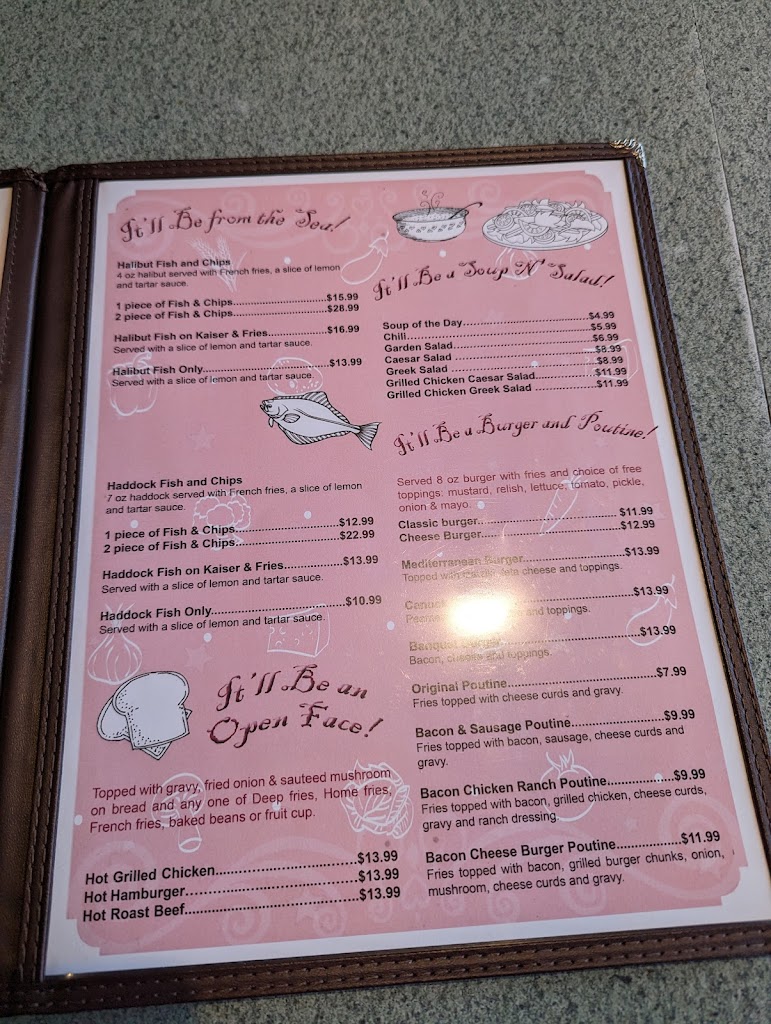 It'll Be from the Sea!
Halibut Fish and Chips
4 oz halibut served with French fries, a slice of lemon
and tartar sauce.
1 piece of Fish & Chips...............................$15.99
2 piece of Fish & Chips...............................$28.99
Halibut Fish on Kaiser & Fries.....................$16.99
Served with a slice of lemon and tartar sauce.
Halibut Fish Only..........................................$13.99
Served with a slice of lemon and tartar sauce.
Haddock Fish and Chips
7 oz haddock served with French fries, a slice of lemon
and tartar sauce.
1 piece of Fish & Chips...............................$12.99
2 piece of Fish & Chips...............................$22.99
Haddock Fish on Kaiser & Fries....................$13.99
Served with a slice of lemon and tartar sauce.
Haddock Fish Only........................................$10.99
Served with a slice of lemon and tartar sauce.
It'll Be an
Open Face!
Topped with gravy, fried onion & sauteed mushroom
on bread and any one of Deep fries, Home fries,
French fries, baked beans or fruit cup.
Hot Grilled Chicken..............................$13.99
Hot Hamburger.....................................$13.99
Hot Roast Beef.....................................$13.99
It'll Be a Soup N' Salad!
Soup of the Day.....................................$4.99
Chili........................................................$5.99
Garden Salad..........................................$6.99
Caesar Salad ..........................................$8.99
Greek Salad ...........................................$8.99
Grilled Chicken Caesar Salad...................$11.99
Grilled Chicken Greek Salad ...................$11.99
It'll Be a Burger and Poutine!
Served 8 oz burger with fries and choice of free
toppings: mustard, relish, lettuce, tomato, pickle,
onion & mayo.
Classic burger........................................ $11.99
Cheese Burger........................................$12.99
Mediterranean Burger.............................$13.99
Topped with feta cheese and toppings.
Canuck ...............................$13.99
and toppings.
Banquet ...............................$13.99
Bacon, cheese and toppings.
Original Poutine.....................................$7.99
Fries topped with cheese curds and gravy.
Bacon & Sausage Poutine.......................$9.99
Fries topped with bacon, sausage, cheese curds and
gravy.
Bacon Chicken Ranch Poutine.................$9.99
Fries topped with bacon, grilled chicken, cheese curds,
gravy and ranch dressing.
Bacon Cheese Burger Poutine.................$11.99
Fries topped with bacon, grilled burger chunks, onion,
mushroom, cheese curds and gravy.